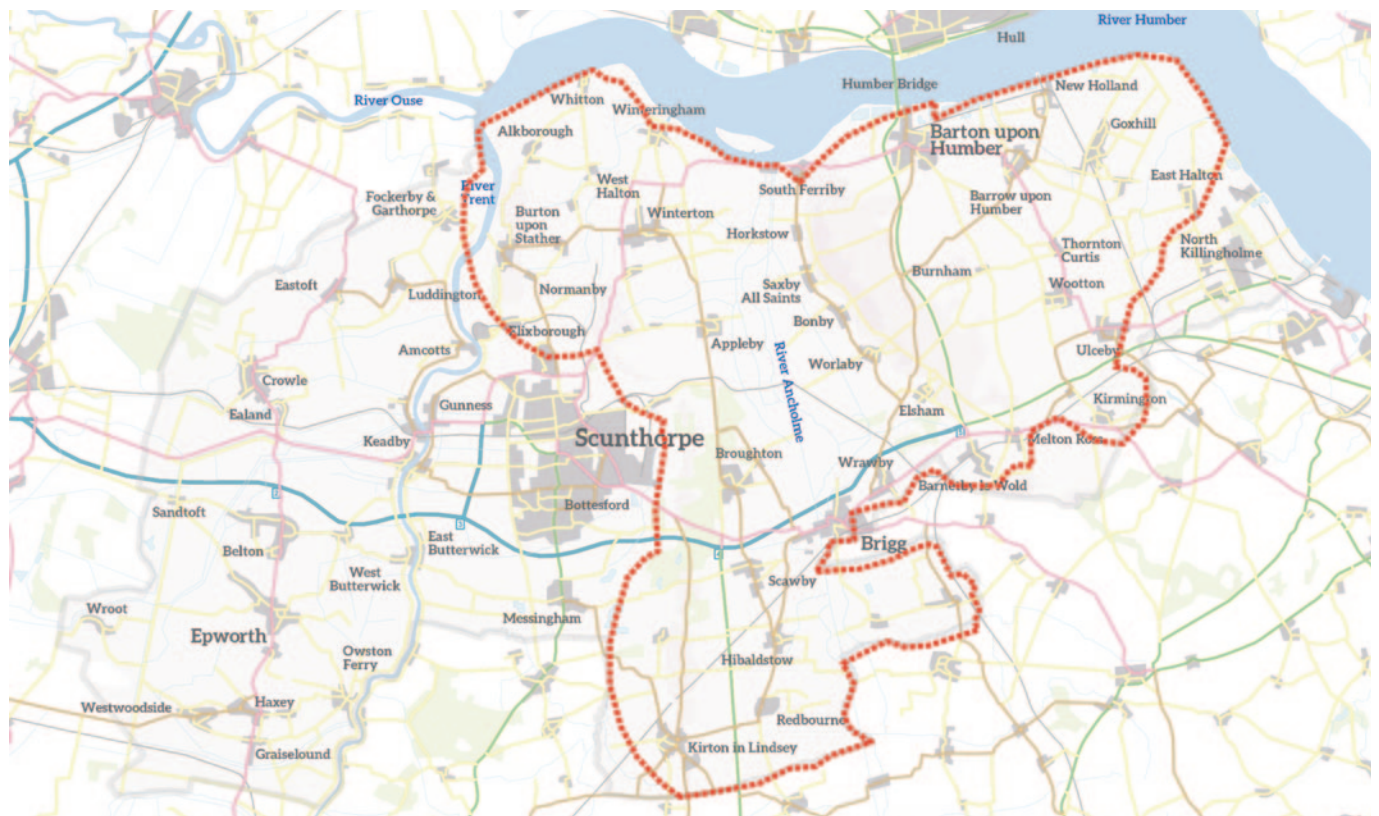 River Humber
Hull
Humber Bridge
New Holland
River Ouse
Whitton
Winteringham
Alkborough
Barton upon
Humber
Goxhill
West
Halton
South Ferriby
East Halton
River
Trent
Fockerby &
Garthorpe
Burton
upon
Stather
Winterton
Barrow upon
Humber
Horkstow
Thornton
Curtis
North
Killingholme
Eastoft
Luddington
Normanby
Saxby
All Saints
Burnham
Wootton
Bonby
Flixborough
Amcotts
Appleby
River Ancholme
Worlaby
Ulceby
Crowle
Ealand
Gunness
Elsham
Kirmington
Keadby
Scunthorpe
Melton Ross
Broughton
Wrawby
Barnetby le Wold
Sandtoft
2
3
4
5
Bottesford
Belton
East
Butterwick
Brigg
West
Butterwick
Scawby
Wroot
Messingham
Epworth
Owston
Ferry
Hibaldstow
Westwoodside
Haxey
Redbourne
Graiselound
Kirton in Lindsey